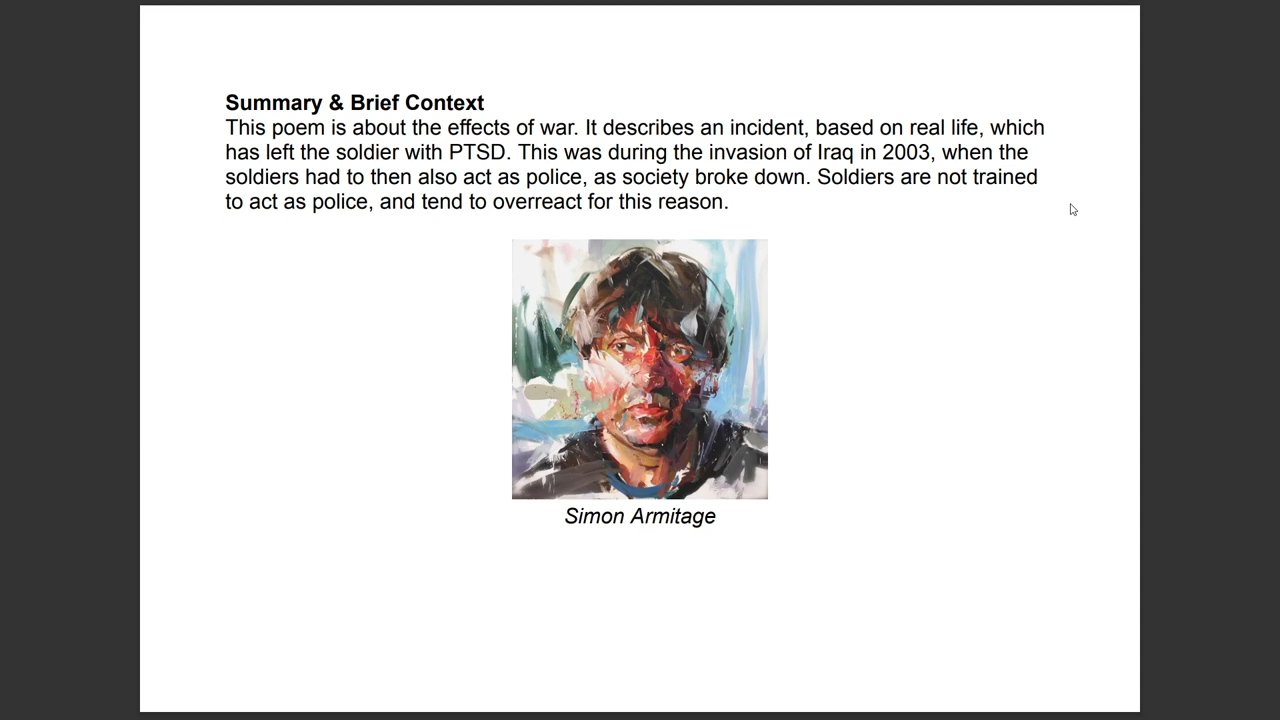 Summary & Brief Context
This poem is about the effects of war. It describes an incident, based on real life, which
has left the soldier with PTSD. This was during the invasion of Iraq in 2003, when the
soldiers had to then also act as police, as society broke down. Soldiers are not trained
to act as police, and tend to overreact for this reason.
Simon Armitage